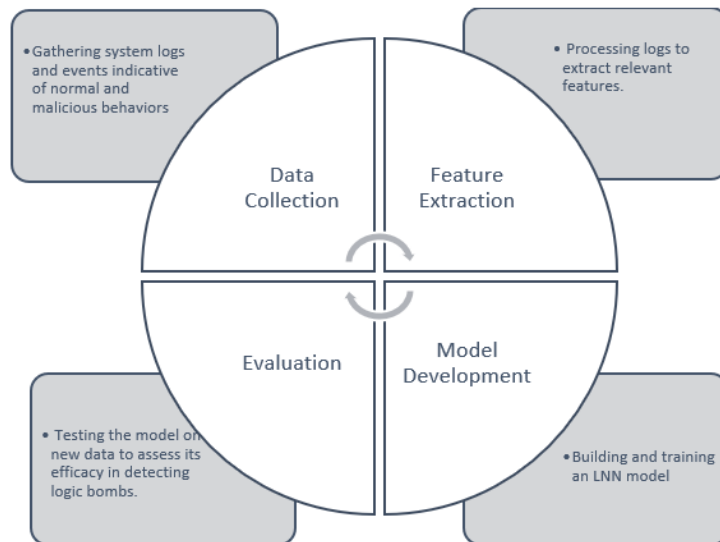 •Gathering system logs
and events indicative
of normal and
malicious behaviors
• Processing logs to
extract relevant
features.
Data
Collection
Feature
Extraction
Evaluation
Model
Development
• Testing the model on
new data to assess its
efficacy in detecting
logic bombs.
•Building and training
an LNN model